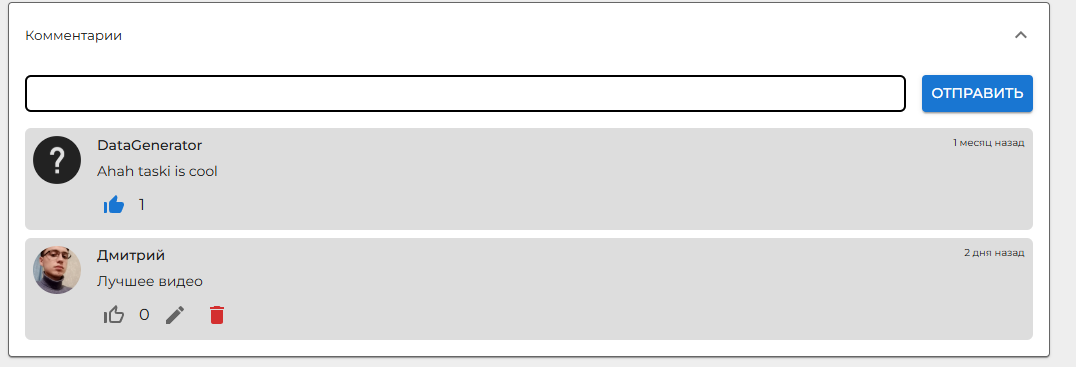 Комментарии
ОТПРАВИТЬ
DataGenerator
1 месяц назад
Ahah taski is cool
1
Дмитрий
2 дня назад
Лучшее видео
0